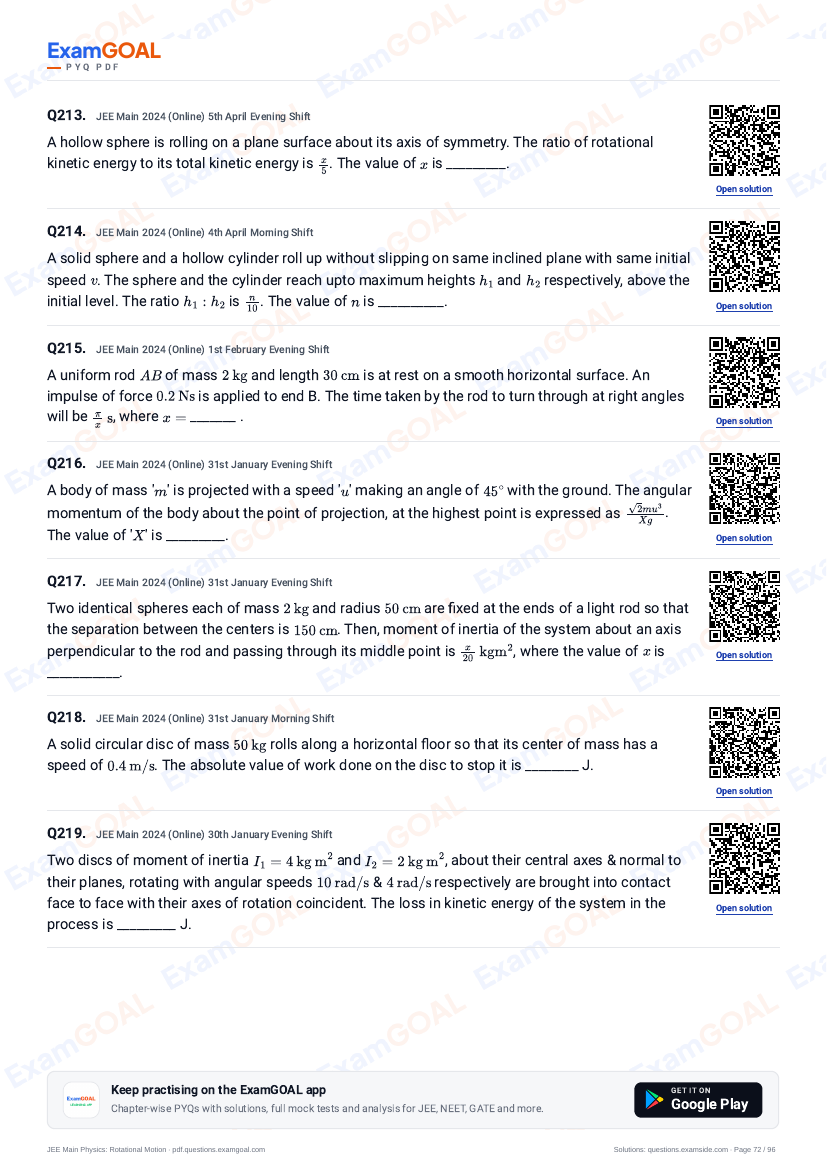 ExamGOAL
PYQ PDF
Q213. JEE Main 2024 (Online) 5th April Evening Shift
A hollow sphere is rolling on a plane surface about its axis of symmetry. The ratio of rotational
kinetic energy to its total kinetic energy is x/5. The value of x is _________.
Open solution
Q214. JEE Main 2024 (Online) 4th April Morning Shift
A solid sphere and a hollow cylinder roll up without slipping on same inclined plane with same initial
speed v. The sphere and the cylinder reach upto maximum heights h₁ and h₂ respectively, above the
initial level. The ratio h₁ : h₂ is n/10. The value of n is __________.
Open solution
Q215. JEE Main 2024 (Online) 1st February Evening Shift
A uniform rod AB of mass 2 kg and length 30 cm is at rest on a smooth horizontal surface. An
impulse of force 0.2 Ns is applied to end B. The time taken by the rod to turn through at right angles
will be π/x s, where x = _______ .
Open solution
Q216. JEE Main 2024 (Online) 31st January Evening Shift
A body of mass 'm' is projected with a speed 'u' making an angle of 45° with the ground. The angular
momentum of the body about the point of projection, at the highest point is expressed as √2mu³/Xg.
The value of 'X' is _________.
Open solution
Q217. JEE Main 2024 (Online) 31st January Evening Shift
Two identical spheres each of mass 2 kg and radius 50 cm are fixed at the ends of a light rod so that
the separation between the centers is 150 cm. Then, moment of inertia of the system about an axis
perpendicular to the rod and passing through its middle point is x/20 kgm², where the value of x is
___________.
Open solution
Q218. JEE Main 2024 (Online) 31st January Morning Shift
A solid circular disc of mass 50 kg rolls along a horizontal floor so that its center of mass has a
speed of 0.4 m/s. The absolute value of work done on the disc to stop it is ________ J.
Open solution
Q219. JEE Main 2024 (Online) 30th January Evening Shift
Two discs of moment of inertia I₁ = 4 kg m² and I₂ = 2 kg m², about their central axes & normal to
their planes, rotating with angular speeds 10 rad/s & 4 rad/s respectively are brought into contact
face to face with their axes of rotation coincident. The loss in kinetic energy of the system in the
process is _________ J.
Open solution
Keep practising on the ExamGOAL app
Chapter-wise PYQs with solutions, full mock tests and analysis for JEE, NEET, GATE and more.
GET IT ON
Google Play
JEE Main Physics: Rotational Motion · pdf.questions.examgoal.com
Solutions: questions.examside.com · Page 72 / 96